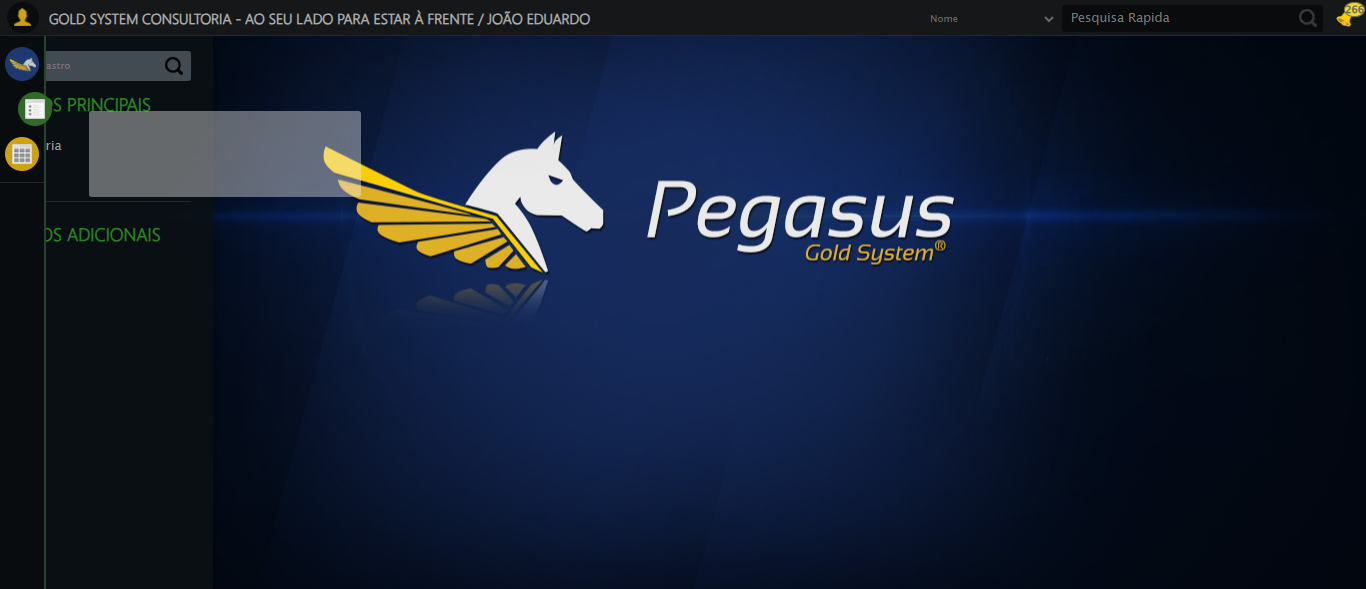 GOLD SYSTEM CONSULTORIA - AO SEU LADO PARA ESTAR À FRENTE / JOÃO EDUARDO
Nome
Pesquisa Rapida
266
astro
S PRINCIPAIS
ria
OS ADICIONAIS
Pegasus
Gold System®